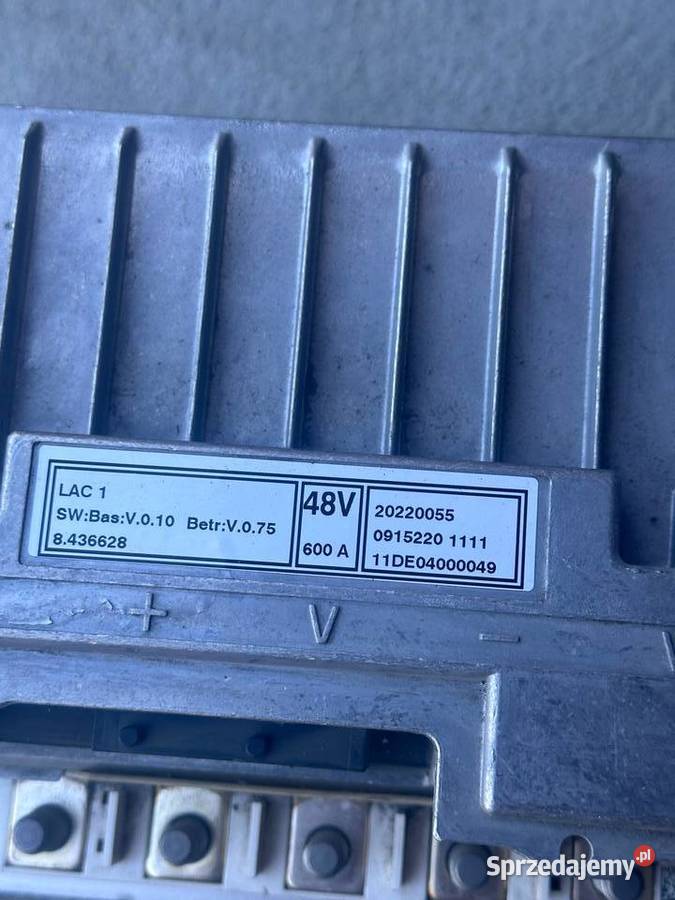 LAC 1
SW:Bas:V.0.10 Betr:V.0.75
8.436628
48V
600 A
20220055
0915220 1111
11DE04000049
+ V -
Sprzedajemy.pl